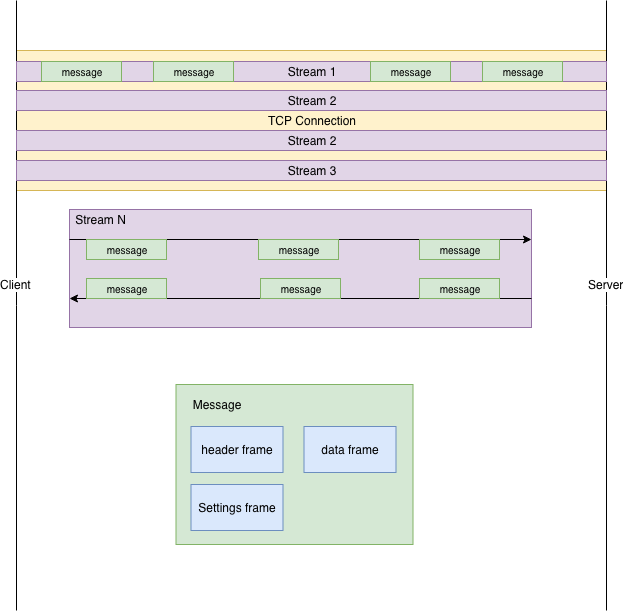 message
message
Stream 1
message
message
Stream 2
TCP Connection
Stream 2
Stream 3
Stream N
message
message
message
Client
Server
message
message
message
Message
header frame
data frame
Settings frame